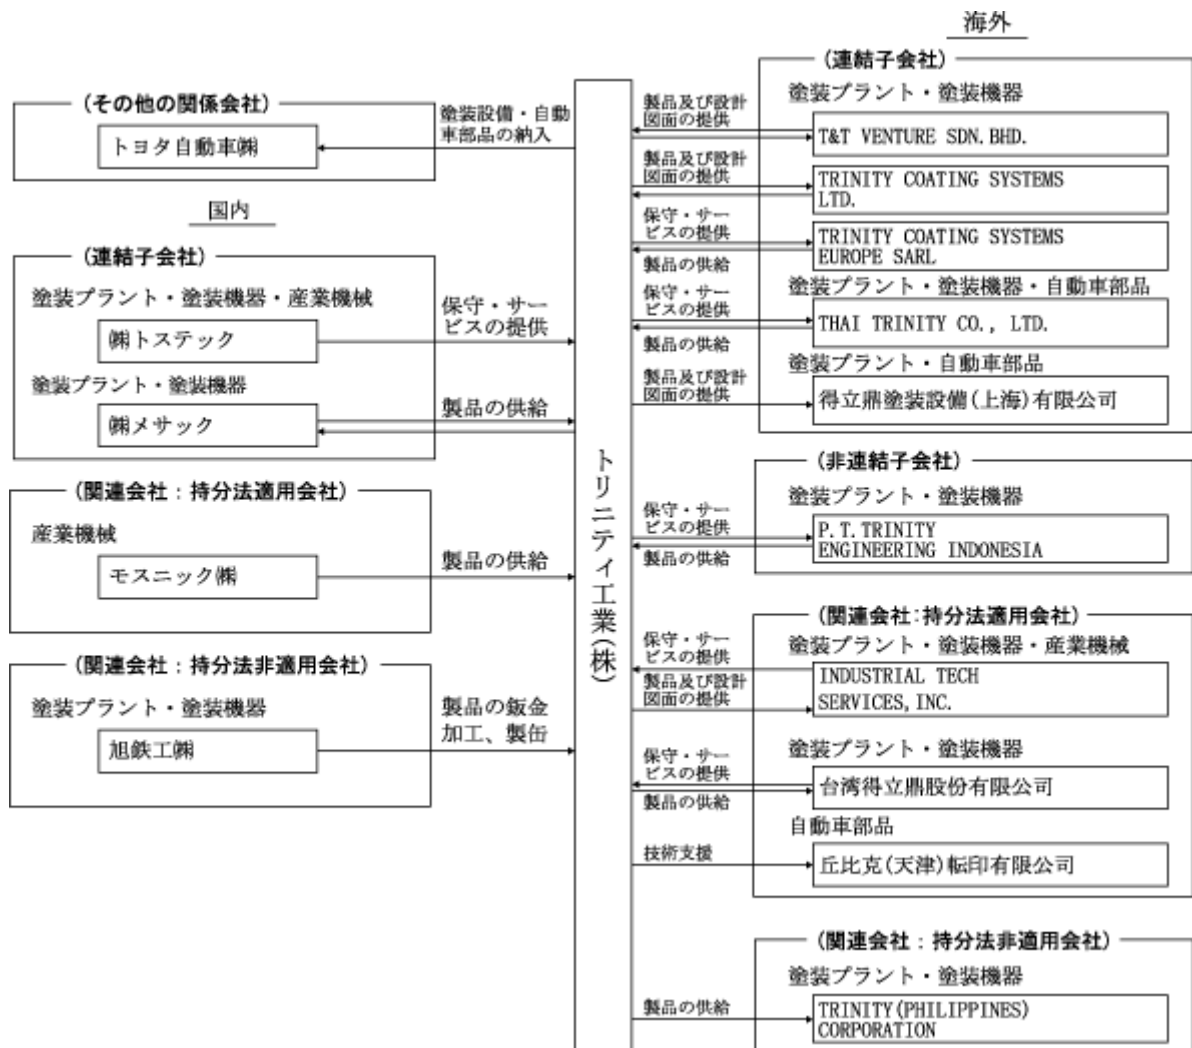 (その他の関係会社)
トヨタ自動車㈱
塗装設備・自動
車部品の納入
国内
(連結子会社)
塗装プラント・塗装機器・産業機械
㈱トステック
保守・サー
ビスの提供
塗装プラント・塗装機器
㈱メサック
製品の供給
(関連会社：持分法適用会社)
産業機械
モスニック㈱
製品の供給
(関連会社：持分法非適用会社)
塗装プラント・塗装機器
旭鉄工㈱
製品の鈑金
加工、製缶
トリニティ工業(株)
海外
(連結子会社)
塗装プラント・塗装機器
製品及び設計
図面の提供
T&T VENTURE SDN.BHD.
製品及び設計
図面の提供
TRINITY COATING SYSTEMS
LTD.
保守・サー
ビスの提供
製品の供給
TRINITY COATING SYSTEMS
EUROPE SARL
塗装プラント・塗装機器・自動車部品
保守・サー
ビスの提供
製品の供給
THAI TRINITY CO., LTD.
塗装プラント・自動車部品
製品及び設計
図面の提供
得立鼎塗装設備(上海)有限公司
(非連結子会社)
塗装プラント・塗装機器
保守・サー
ビスの提供
製品の供給
P.T.TRINITY
ENGINEERING INDONESIA
(関連会社:持分法適用会社)
塗装プラント・塗装機器・産業機械
保守・サー
ビスの提供
製品及び設計
図面の提供
INDUSTRIAL TECH
SERVICES,INC.
塗装プラント・塗装機器
保守・サー
ビスの提供
製品の供給
台湾得立鼎股份有限公司
自動車部品
技術支援
丘比克(天津)転印有限公司
(関連会社：持分法非適用会社)
塗装プラント・塗装機器
製品の供給
TRINITY(PHILIPPINES)
CORPORATION